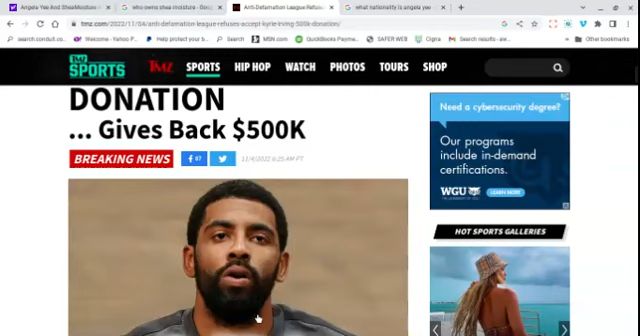 Angela Yee And SheaMoisture
who owns shea moisture - Goo
Anti-Defamation League Refuse
what nationality is angela yee
tmz.com/2022/11/04/anti-defamation-league-refuses-accept-kyrie-irving-500k-donation/
search.conduit.co...
Welcome - Yahoo
Help protect your b...
Search
MSN.com
QuickBooks Payme...
SAFER WEB
Cigna
Search results - aw...
Other bookmarks
TMZ SPORTS
TMZ
SPORTS
HIP HOP
WATCH
PHOTOS
TOURS
SHOP
DONATION
... Gives Back $500K
BREAKING NEWS
11/4/2022 6:25 AM PT
Need a cybersecurity degree?
Our programs
include in-demand
certifications.
WGU
LEARN MORE
HOT SPORTS GALLERIES